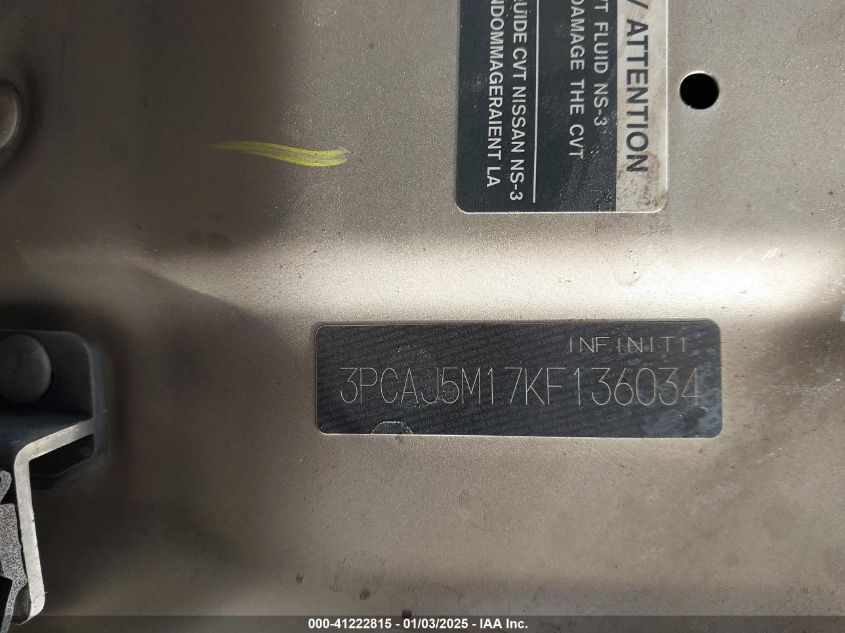 / ATTENTION
T FLUID NS-3
DAMAGE THE CVT
GUIDE CVT NISSAN NS-3
NDOMMAGERAIENT LA
INFINITI
3PCAJ5M17KF136034
000-41222815 - 01/03/2025 - IAA Inc.